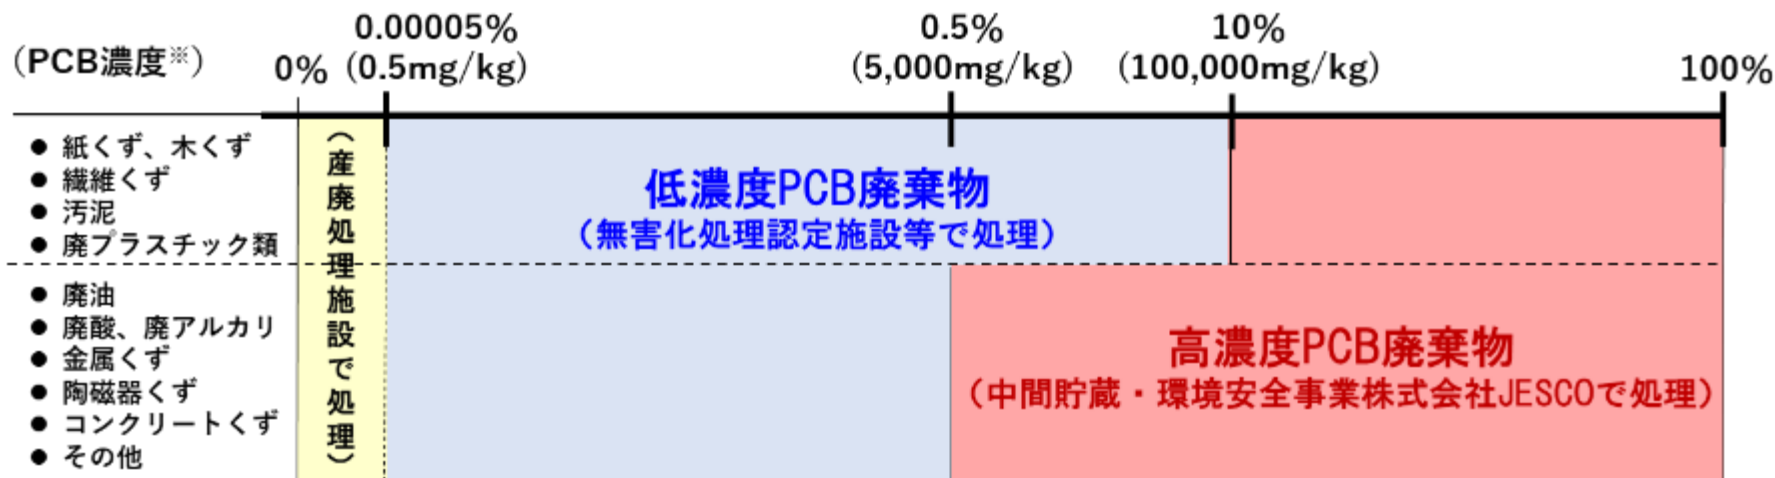 （PCB濃度※）
0%
0.00005%
（0.5mg/kg）
0.5%
（5,000mg/kg）
10%
（100,000mg/kg）
100%
● 紙くず、木くず
● 繊維くず
● 汚泥
● 廃プラスチック類
● 廃油
● 廃酸、廃アルカリ
● 金属くず
● 陶磁器くず
● コンクリートくず
● その他
（産廃処理施設で処理）
低濃度PCB廃棄物
（無害化処理認定施設等で処理）
高濃度PCB廃棄物
（中間貯蔵・環境安全事業株式会社JESCOで処理）